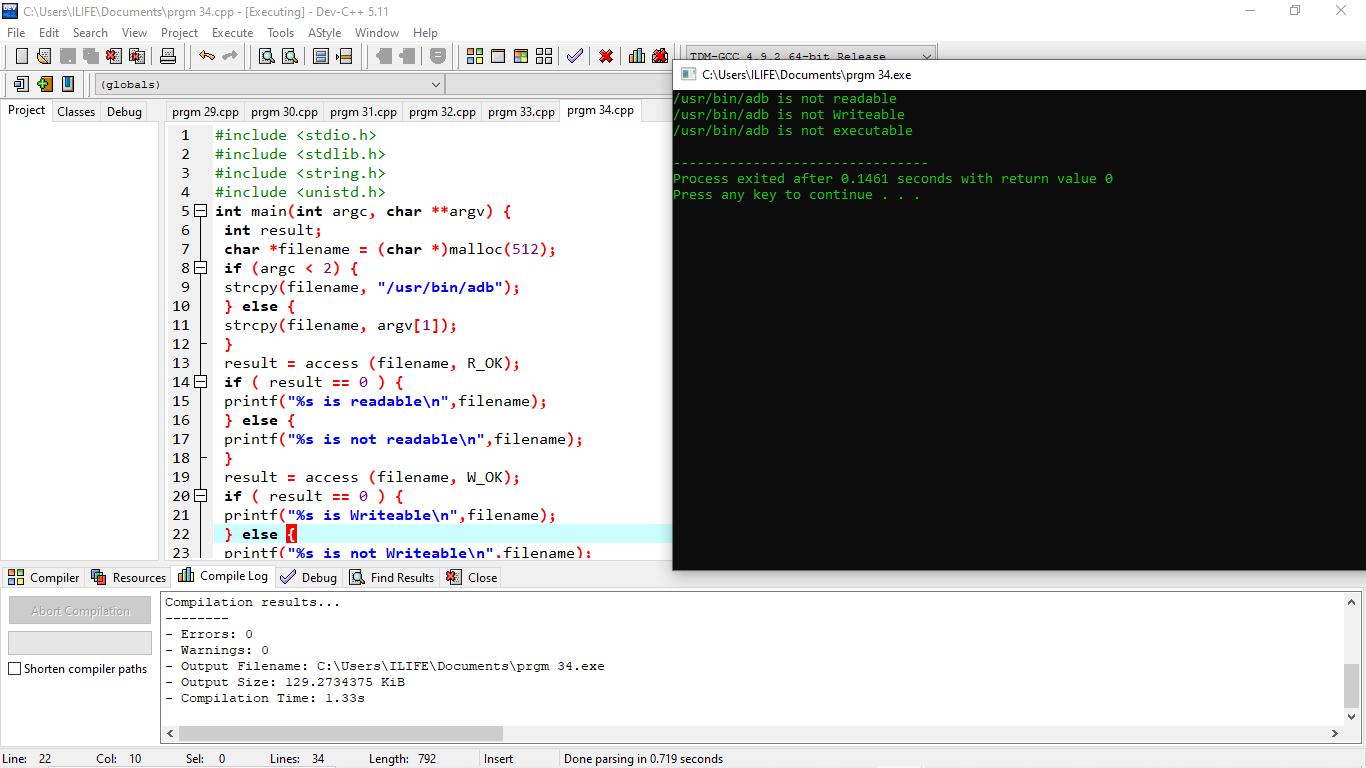 C:\Users\ILIFE\Documents\prgm 34.cpp - [Executing] - Dev-C++ 5.11
File Edit Search View Project Execute Tools AStyle Window Help
TDM-GCC 4.9.2 64-bit Release
(globals)
Project Classes Debug
prgm 29.cpp prgm 30.cpp prgm 31.cpp prgm 32.cpp prgm 33.cpp prgm 34.cpp
1 #include <stdio.h>
2 #include <stdlib.h>
3 #include <string.h>
4 #include <unistd.h>
5 int main(int argc, char **argv) {
6 int result;
7 char *filename = (char *)malloc(512);
8 if (argc < 2) {
9 strcpy(filename, "/usr/bin/adb");
10 } else {
11 strcpy(filename, argv[1]);
12 }
13 result = access (filename, R_OK);
14 if ( result == 0 ) {
15 printf("%s is readable\n",filename);
16 } else {
17 printf("%s is not readable\n",filename);
18 }
19 result = access (filename, W_OK);
20 if ( result == 0 ) {
21 printf("%s is Writeable\n",filename);
22 } else {
23 printf("%s is not Writeable\n",filename);
C:\Users\ILIFE\Documents\prgm 34.exe
/usr/bin/adb is not readable
/usr/bin/adb is not Writeable
/usr/bin/adb is not executable
--------------------------------
Process exited after 0.1461 seconds with return value 0
Press any key to continue . . .
Compiler Resources Compile Log Debug Find Results Close
Abort Compilation
Shorten compiler paths
Compilation results...
--------
- Errors: 0
- Warnings: 0
- Output Filename: C:\Users\ILIFE\Documents\prgm 34.exe
- Output Size: 129.2734375 KiB
- Compilation Time: 1.33s
Line: 22 Col: 10 Sel: 0 Lines: 34 Length: 792 Insert Done parsing in 0.719 seconds